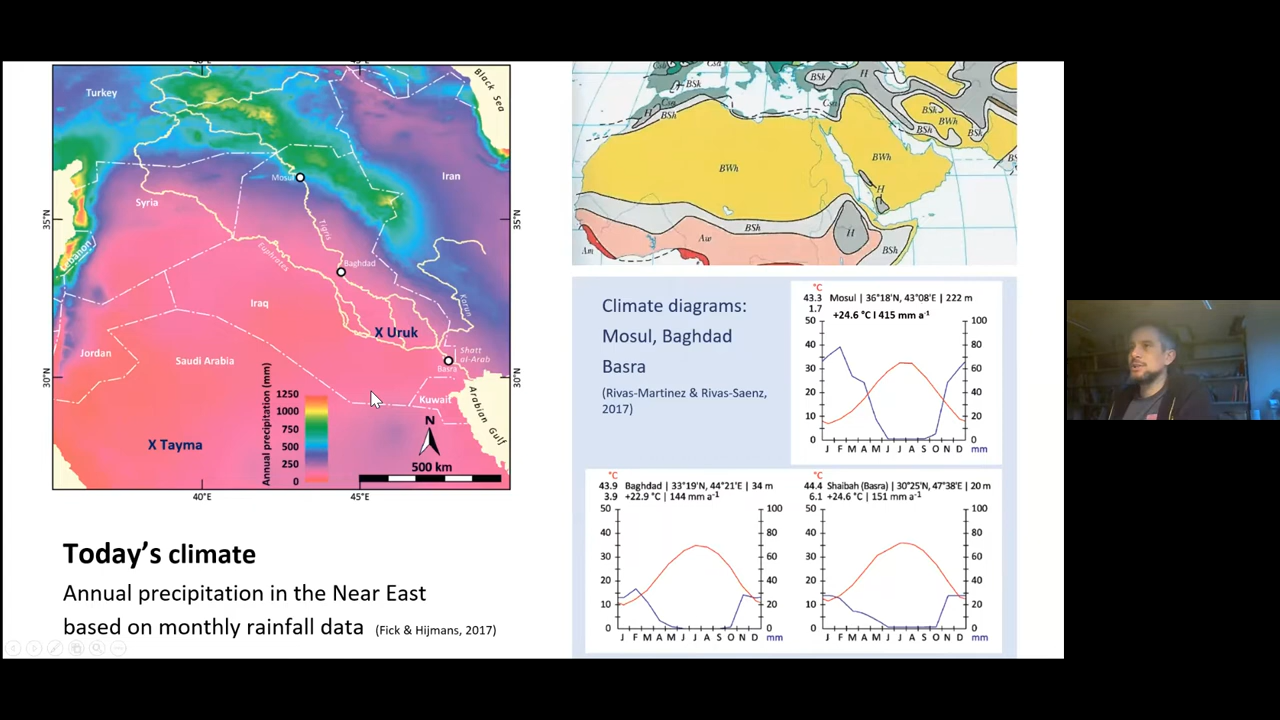 40°E
Black Sea
Turkey
Mosul
Iran
Syria
35°N
35°N
Tigris
Lebanon
Euphrates
Baghdad
Karun
Iraq
X Uruk
Jordan
Saudi Arabia
Shatt
al-Arab
Basra
30°N
30°N
Kuwait
Arabian Gulf
Annual precipitation (mm)
1250
1000
750
500
250
0
N
500 km
X Tayma
40°E
45°E
Today's climate
Annual precipitation in the Near East
based on monthly rainfall data (Fick & Hijmans, 2017)
Csa
BSk
BSk
H
Csa
H
BSh
Csa
BSk
BWh
BSh
BSk
BWh
BWh
H
BSh
H
Aw
Am
BSh
Climate diagrams:
Mosul, Baghdad
Basra
(Rivas-Martinez & Rivas-Saenz,
2017)
°C
43.3 Mosul | 36°18'N, 43°08'E | 222 m
1.7 +24.6 °C I 415 mm a-1
50 100
40 80
30 60
20 40
10 20
0 0
J F M A M J J A S O N D mm
°C
43.9 Baghdad | 33°19'N, 44°21'E | 34 m
3.9 +22.9 °C | 144 mm a-1
50 100
40 80
30 60
20 40
10 20
0 0
J F M A M J J A S O N D mm
°C
44.4 Shaibah (Basra) | 30°25'N, 47°38'E | 20 m
6.1 +24.6 °C | 151 mm a-1
50 100
40 80
30 60
20 40
10 20
0 0
J F M A M J J A S O N D mm